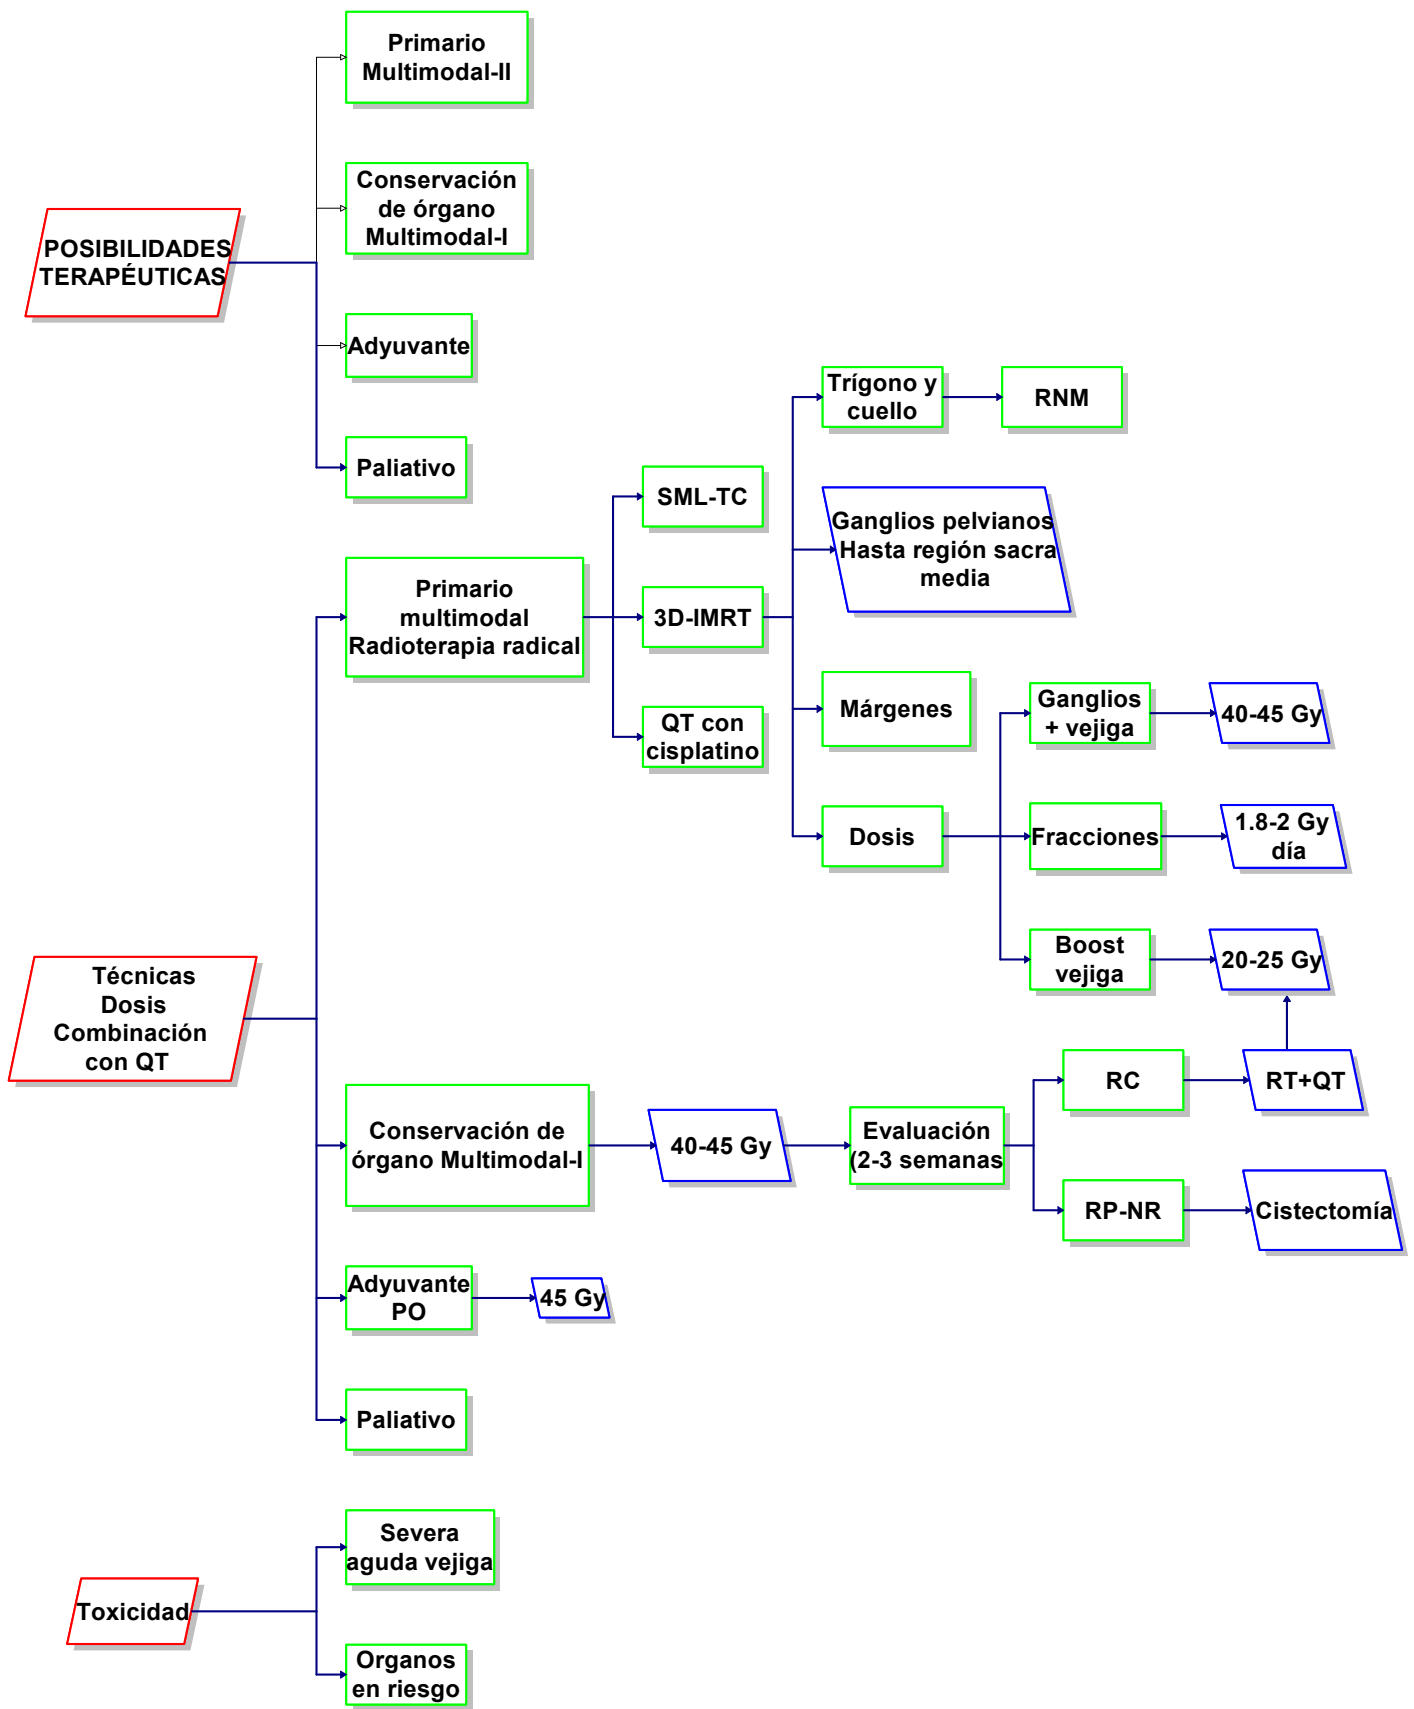 Primario
Multimodal-II
Conservación
de órgano
Multimodal-I
POSIBILIDADES
TERAPÉUTICAS
Adyuvante
Paliativo
Trígono y
cuello
RNM
SML-TC
Ganglios pelvianos
Hasta región sacra
media
Primario
multimodal
Radioterapia radical
3D-IMRT
QT con
cisplatino
Márgenes
Ganglios
+ vejiga
40-45 Gy
Dosis
Fracciones
1.8-2 Gy
día
Boost
vejiga
20-25 Gy
Técnicas
Dosis
Combinación
con QT
RC
RT+QT
Conservación de
órgano Multimodal-I
40-45 Gy
Evaluación
(2-3 semanas
RP-NR
Cistectomía
Adyuvante
PO
45 Gy
Paliativo
Severa
aguda vejiga
Toxicidad
Organos
en riesgo